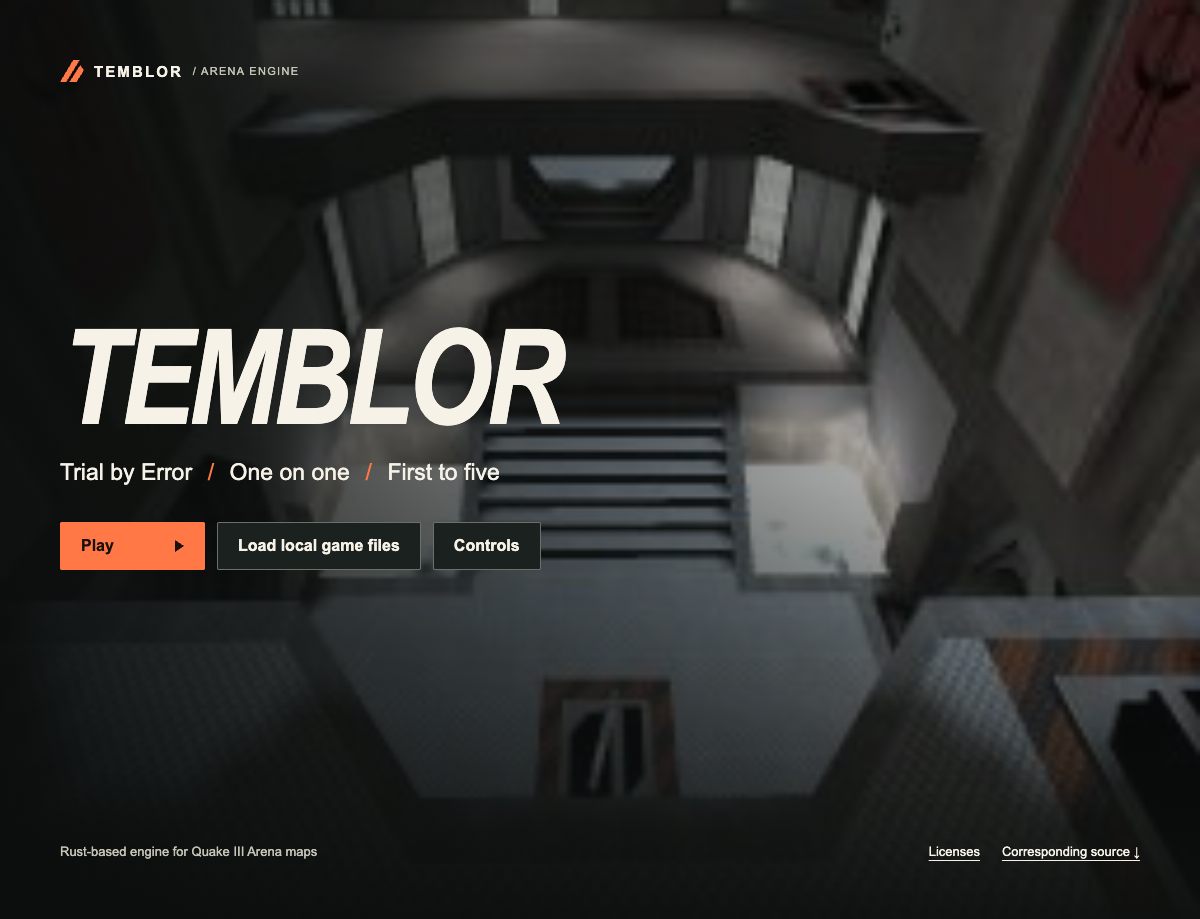 TEMBLOR / ARENA ENGINE
TEMBLOR
Trial by Error / One on one / First to five
Play Load local game files Controls
Rust-based engine for Quake III Arena maps Licenses Corresponding source ↓